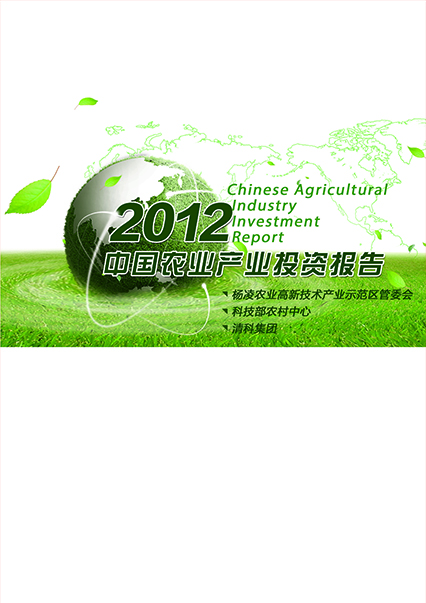 2012
Chinese Agricultural
Industry
Investment
Report
中国农业产业投资报告
杨凌农业高新技术产业示范区管委会
科技部农村中心
清科集团